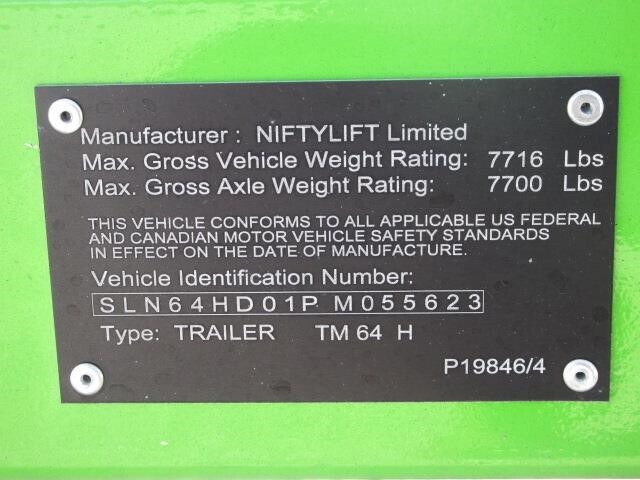 Manufacturer : NIFTYLIFT Limited
Max. Gross Vehicle Weight Rating: 7716 Lbs
Max. Gross Axle Weight Rating: 7700 Lbs
THIS VEHICLE CONFORMS TO ALL APPLICABLE US FEDERAL
AND CANADIAN MOTOR VEHICLE SAFETY STANDARDS
IN EFFECT ON THE DATE OF MANUFACTURE.
Vehicle Identification Number:
SLN64HD01P M055623
Type: TRAILER TM 64 H
P19846/4